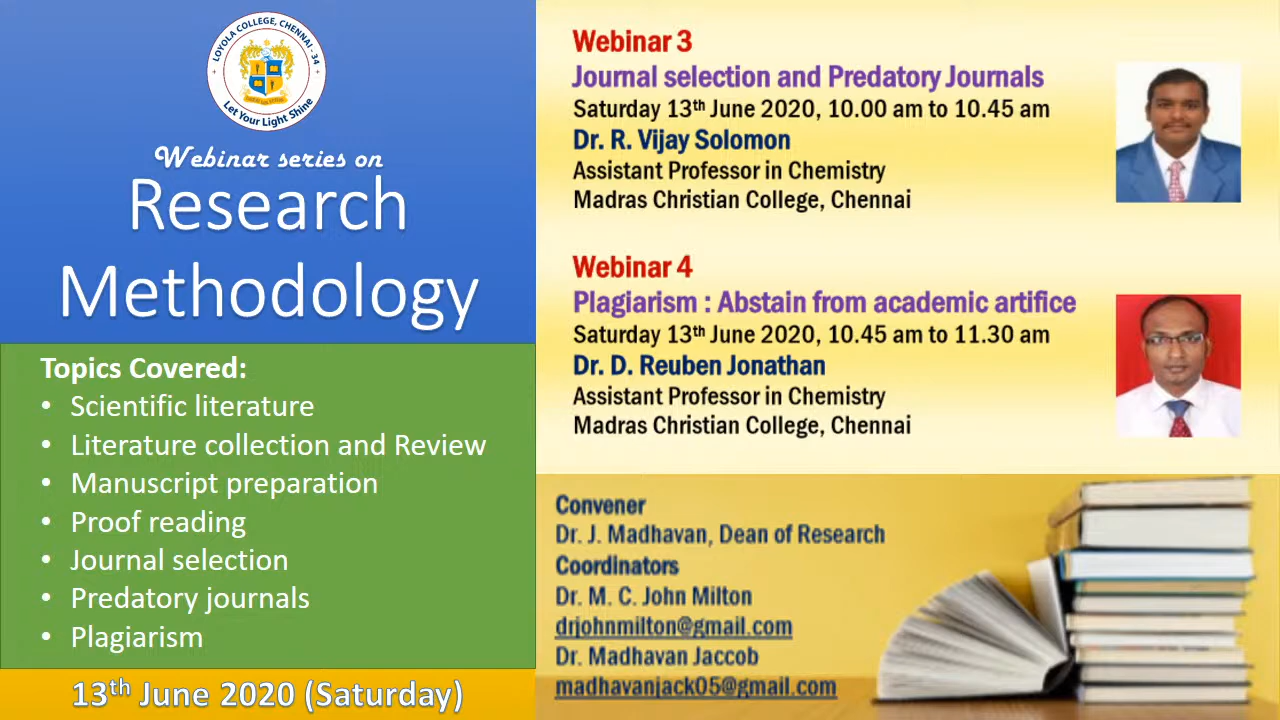 LOYOLA COLLEGE, CHENNAI - 34
Let Your Light Shine
Webinar series on
Research
Methodology
Topics Covered:
• Scientific literature
• Literature collection and Review
• Manuscript preparation
• Proof reading
• Journal selection
• Predatory journals
• Plagiarism
13th June 2020 (Saturday)
Webinar 3
Journal selection and Predatory Journals
Saturday 13th June 2020, 10.00 am to 10.45 am
Dr. R. Vijay Solomon
Assistant Professor in Chemistry
Madras Christian College, Chennai
Webinar 4
Plagiarism : Abstain from academic artifice
Saturday 13th June 2020, 10.45 am to 11.30 am
Dr. D. Reuben Jonathan
Assistant Professor in Chemistry
Madras Christian College, Chennai
Convener
Dr. J. Madhavan, Dean of Research
Coordinators
Dr. M. C. John Milton
drjohnmilton@gmail.com
Dr. Madhavan Jaccob
madhavanjack05@gmail.com